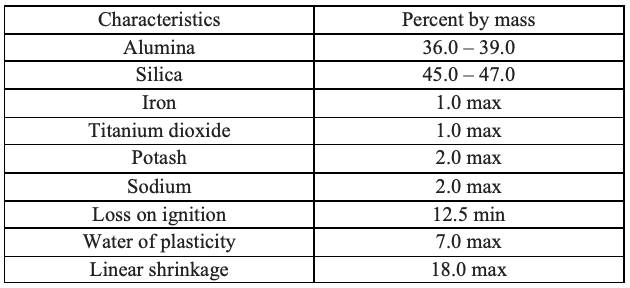 Characteristics Percent by mass
Alumina 36.0 – 39.0
Silica 45.0 – 47.0
Iron 1.0 max
Titanium dioxide 1.0 max
Potash 2.0 max
Sodium 2.0 max
Loss on ignition 12.5 min
Water of plasticity 7.0 max
Linear shrinkage 18.0 max